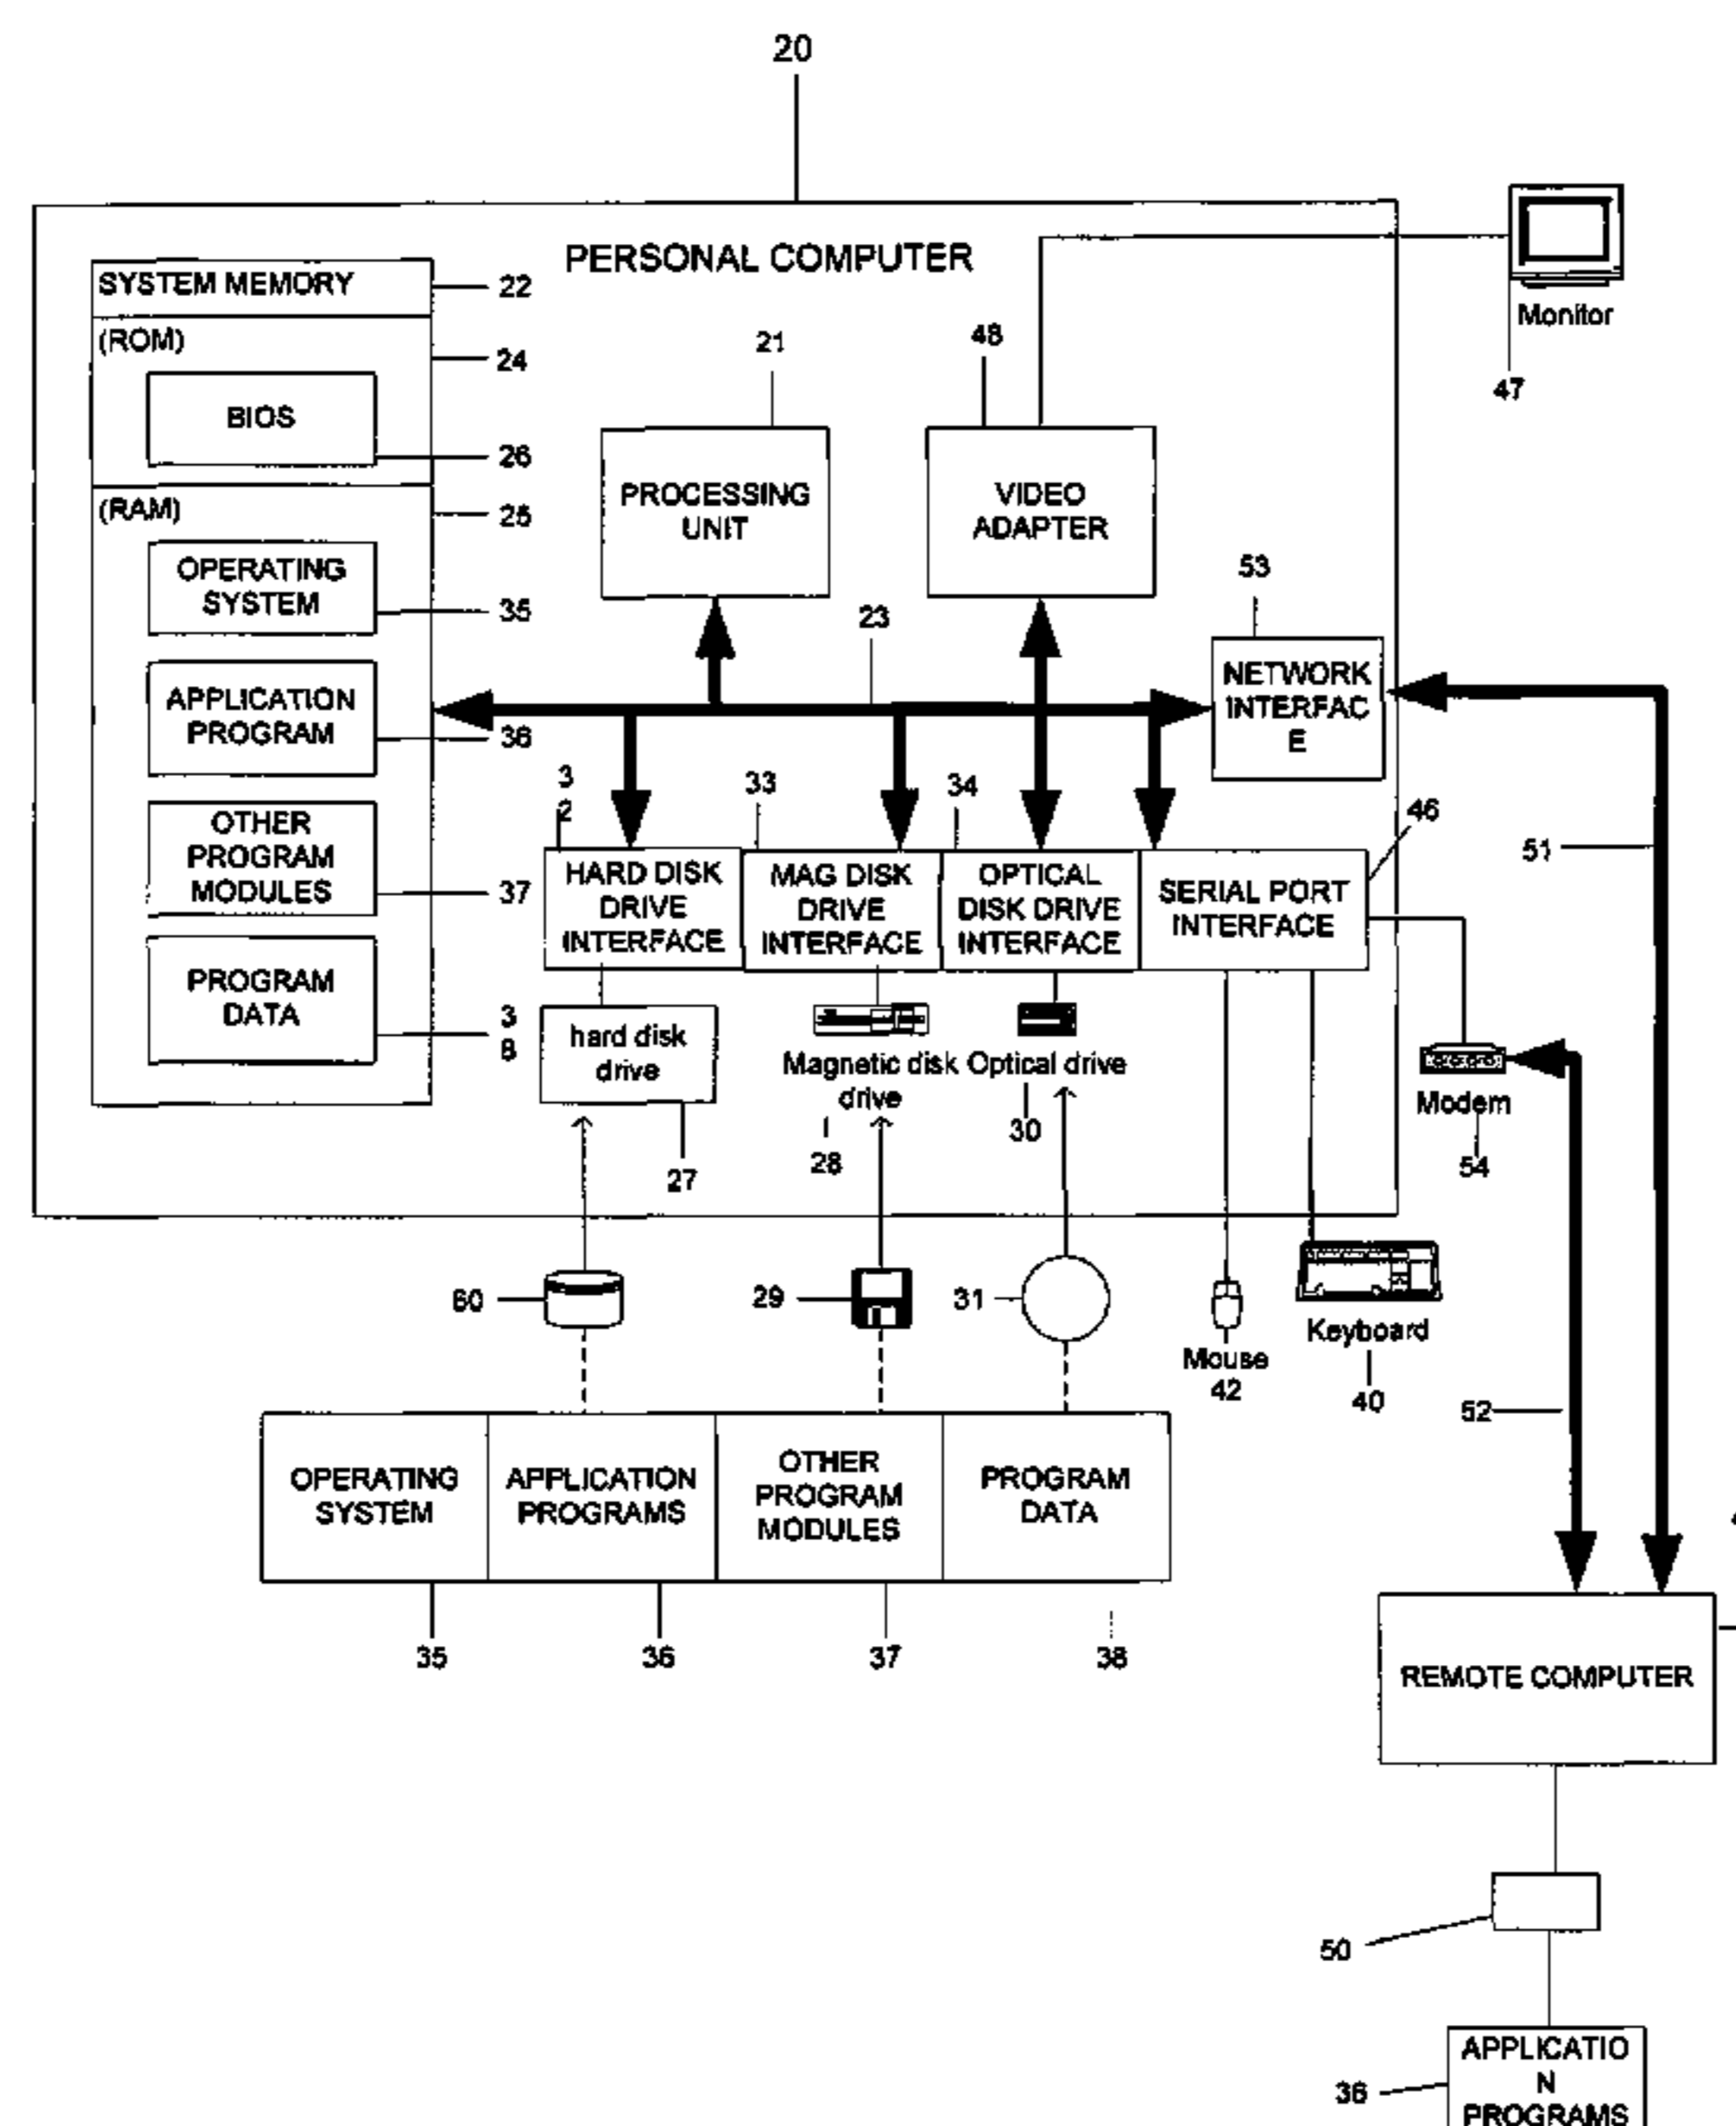 20
PERSONAL COMPUTER
SYSTEM MEMORY
22
(ROM)
24
BIOS
26
(RAM)
25
OPERATING
SYSTEM
35
APPLICATION
PROGRAM
36
OTHER
PROGRAM
MODULES
37
PROGRAM
DATA
3
8
21
PROCESSING
UNIT
48
VIDEO
ADAPTER
Monitor
47
23
53
NETWORK
INTERFAC
E
3
2
33
34
46
HARD DISK
DRIVE
INTERFACE
MAG DISK
DRIVE
INTERFACE
OPTICAL
DISK DRIVE
INTERFACE
SERIAL PORT
INTERFACE
51
hard disk
drive
27
Magnetic disk
drive
28
Optical drive
30
Modem
54
60
29
31
Mouse
42
Keyboard
40
52
OPERATING
SYSTEM
APPLICATION
PROGRAMS
OTHER
PROGRAM
MODULES
PROGRAM
DATA
35
36
37
38
REMOTE COMPUTER
50
APPLICATIO
N
PROGRAMS
36